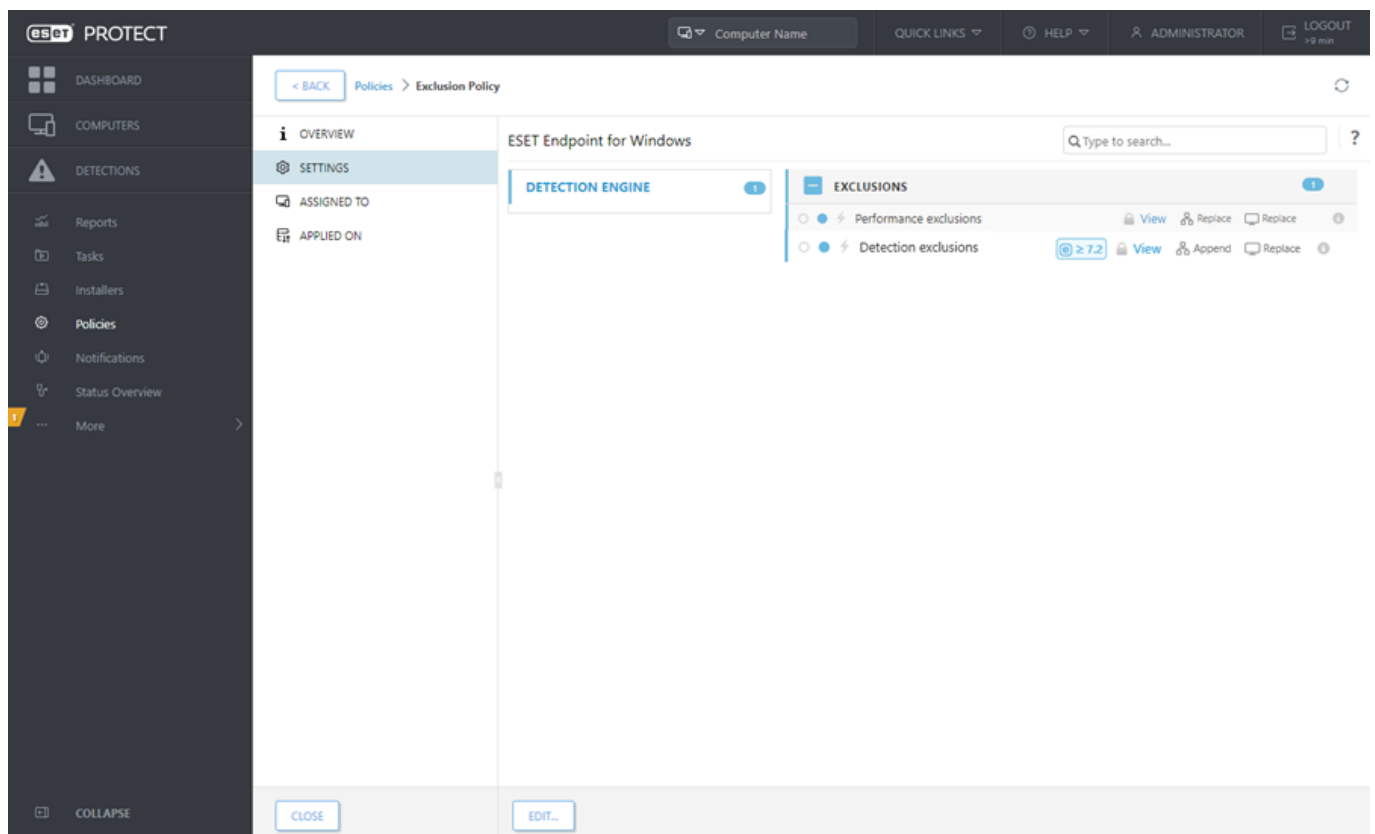 eset PROTECT
Computer Name
QUICK LINKS
HELP
ADMINISTRATOR
LOGOUT
>9 min
DASHBOARD
COMPUTERS
DETECTIONS
Reports
Tasks
Installers
Policies
Notifications
Status Overview
1
... More
COLLAPSE
< BACK Policies > Exclusion Policy
OVERVIEW
SETTINGS
ASSIGNED TO
APPLIED ON
CLOSE
ESET Endpoint for Windows
Type to search...
?
DETECTION ENGINE 1
EXCLUSIONS 1
Performance exclusions View Replace Replace
Detection exclusions ≥ 7.2 View Append Replace
EDIT...